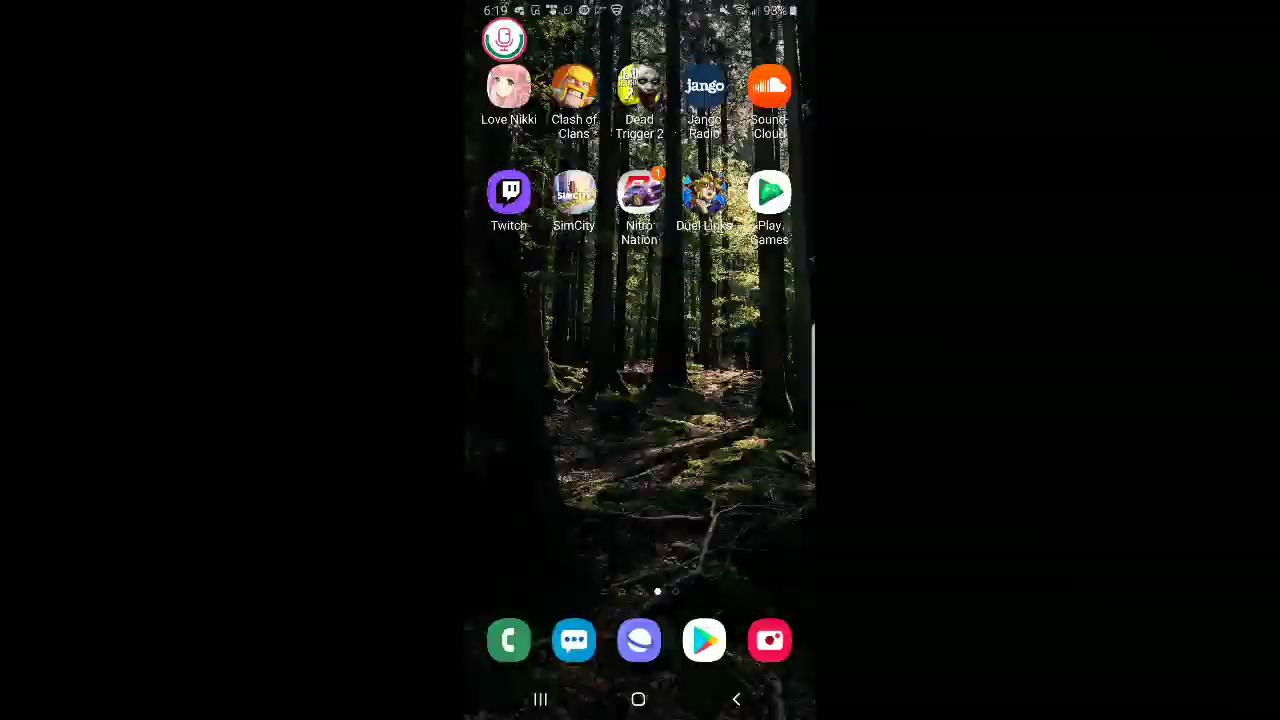 6:19 93%
jango
Love Nikki Clash of Clans Dead Trigger 2 Jango Radio Sound-Cloud
SIMCITY 1
Twitch SimCity Nitro Nation Duel Links Play Games